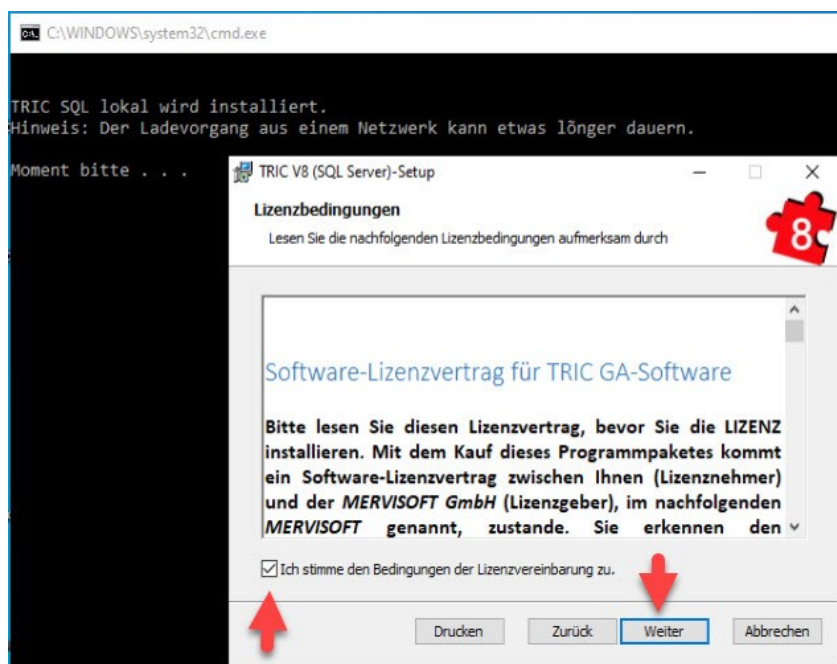 C:\WINDOWS\system32\cmd.exe
TRIC SQL lokal wird installiert.
Hinweis: Der Ladevorgang aus einem Netzwerk kann etwas lõnger dauern.
Moment bitte . . .
TRIC V8 (SQL Server)-Setup
Lizenzbedingungen
Lesen Sie die nachfolgenden Lizenzbedingungen aufmerksam durch
8
Software-Lizenzvertrag für TRIC GA-Software
Bitte lesen Sie diesen Lizenzvertrag, bevor Sie die LIZENZ
installieren. Mit dem Kauf dieses Programmpaketes kommt
ein Software-Lizenzvertrag zwischen Ihnen (Lizenznehmer)
und der MERVISOFT GmbH (Lizenzgeber), im nachfolgenden
MERVISOFT genannt, zustande. Sie erkennen den
Ich stimme den Bedingungen der Lizenzvereinbarung zu.
Drucken Zurück Weiter Abbrechen